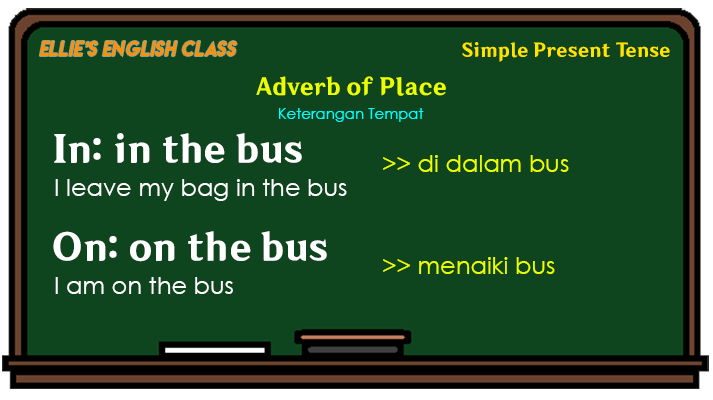 ELLIE'S ENGLISH CLASS
Simple Present Tense
Adverb of Place
Keterangan Tempat
In: in the bus
>> di dalam bus
I leave my bag in the bus
On: on the bus
>> menaiki bus
I am on the bus